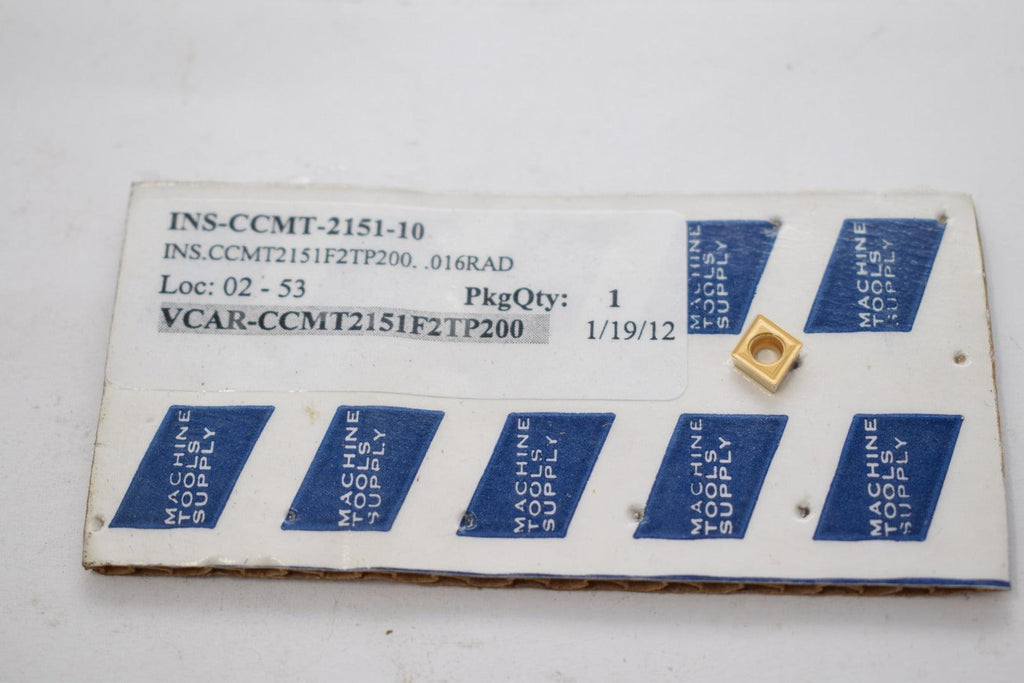 INS-CCMT-2151-10
INS.CCMT2151F2TP200. .016RAD
Loc: 02 - 53
PkgQty: 1
VCAR-CCMT2151F2TP200
1/19/12
MACHINE
TOOLS
SUPPLY
MACHINE
TOOLS
SUPPLY
MACHINE
TOOLS
SUPPLY
MACHINE
TOOLS
SUPPLY
MACHINE
TOOLS
SUPPLY
MACHINE
TOOLS
SUPPLY
MACHINE
TOOLS
SUPPLY